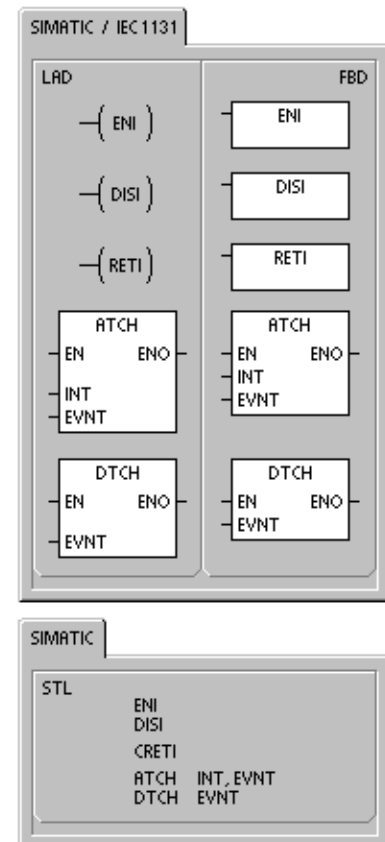 SIMATIC / IEC1131
LAD
FBD
ENI
ENI
DISI
DISI
RETI
RETI
ATCH
EN ENO
INT
EVNT
ATCH
EN ENO
INT
EVNT
DTCH
EN ENO
EVNT
DTCH
EN ENO
EVNT
SIMATIC
STL
ENI
DISI
CRETI
ATCH INT, EVNT
DTCH EVNT